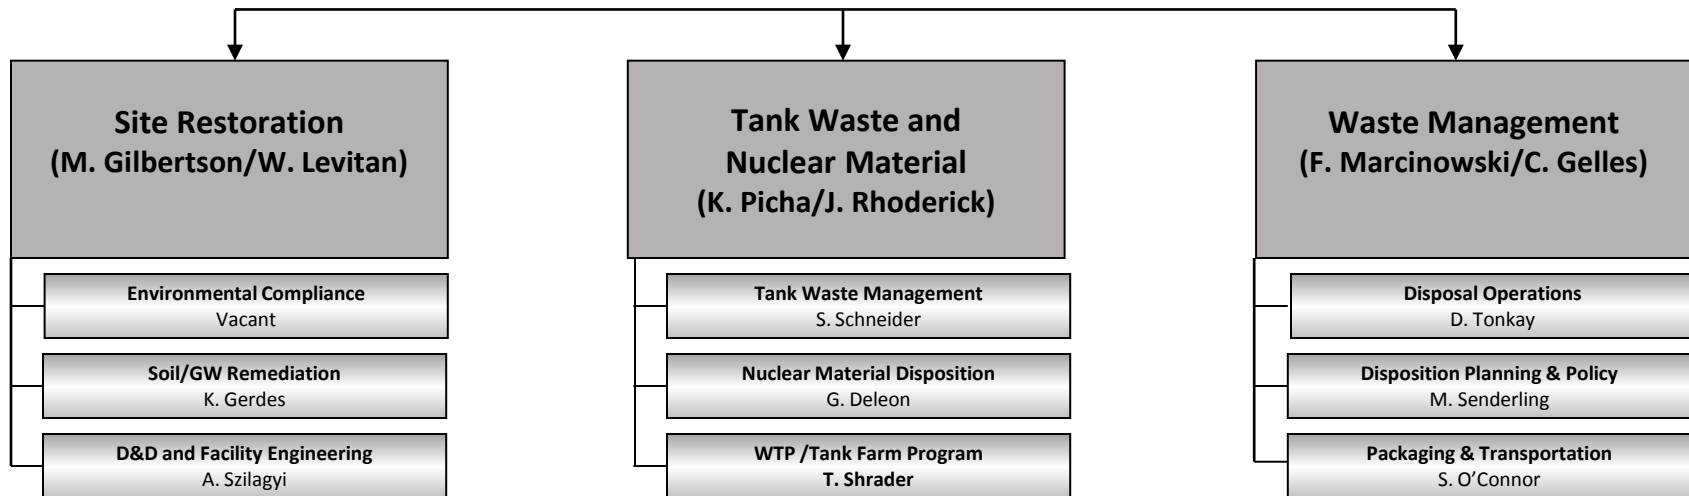 Site Restoration
(M. Gilbertson/W. Levitan)
Environmental Compliance
Vacant
Soil/GW Remediation
K. Gerdes
D&D and Facility Engineering
A. Szilagyi
Tank Waste and
Nuclear Material
(K. Picha/J. Rhoderick)
Tank Waste Management
S. Schneider
Nuclear Material Disposition
G. Deleon
WTP /Tank Farm Program
T. Shrader
Waste Management
(F. Marcinowski/C. Gelles)
Disposal Operations
D. Tonkay
Disposition Planning & Policy
M. Senderling
Packaging & Transportation
S. O’Connor